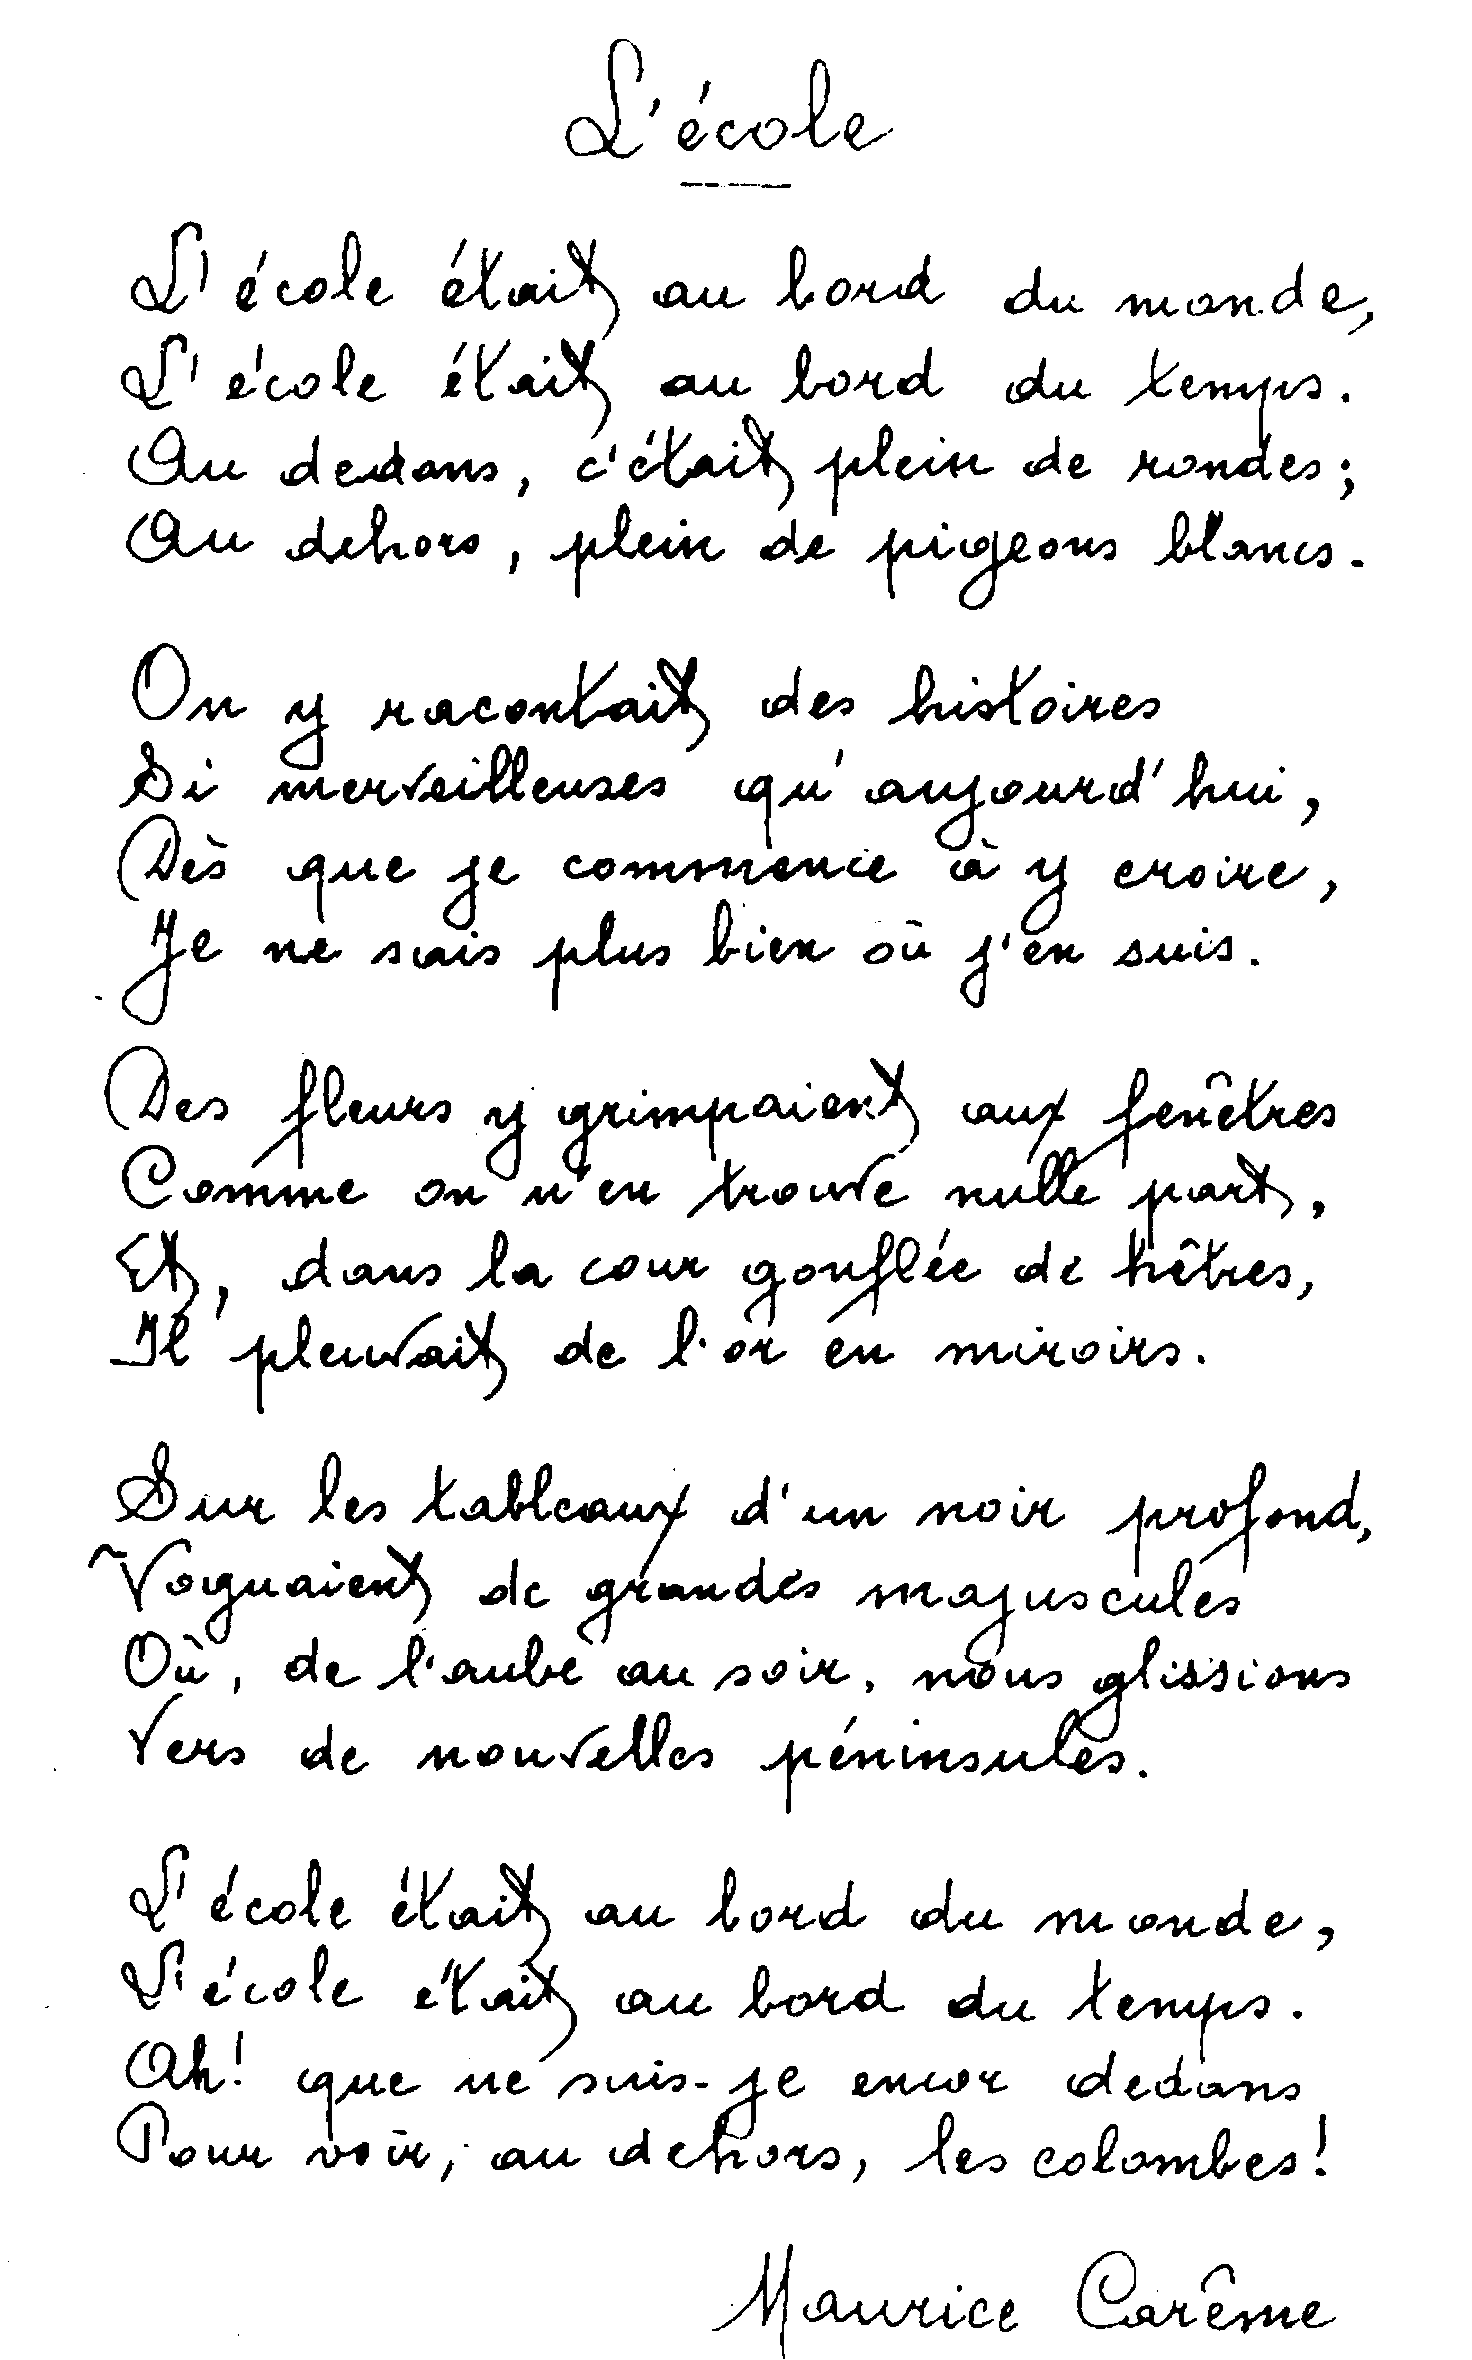 L'école
L'école était au bord du monde,
L'école était au bord du temps.
Au dedans, c'était plein de rondes;
Au dehors, plein de pigeons blancs.
On y racontait des histoires
Si merveilleuses qu'aujourd'hui,
Dès que je commence à y croire,
Je ne sais plus bien où j'en suis.
Des fleurs y grimpaient aux fenêtres
Comme on n'en trouve nulle part,
Et, dans la cour gonflée de hêtres,
Il pleuvait de l'or en miroirs.
Sur les tableaux d'un noir profond,
Voguaient de grandes majuscules
Où, de l'aube au soir, nous glissions
Vers de nouvelles péninsules.
L'école était au bord du monde,
L'école était au bord du temps.
Ah! que ne suis-je encor dedans
Pour voir, au dehors, les colombes!
Maurice Carême